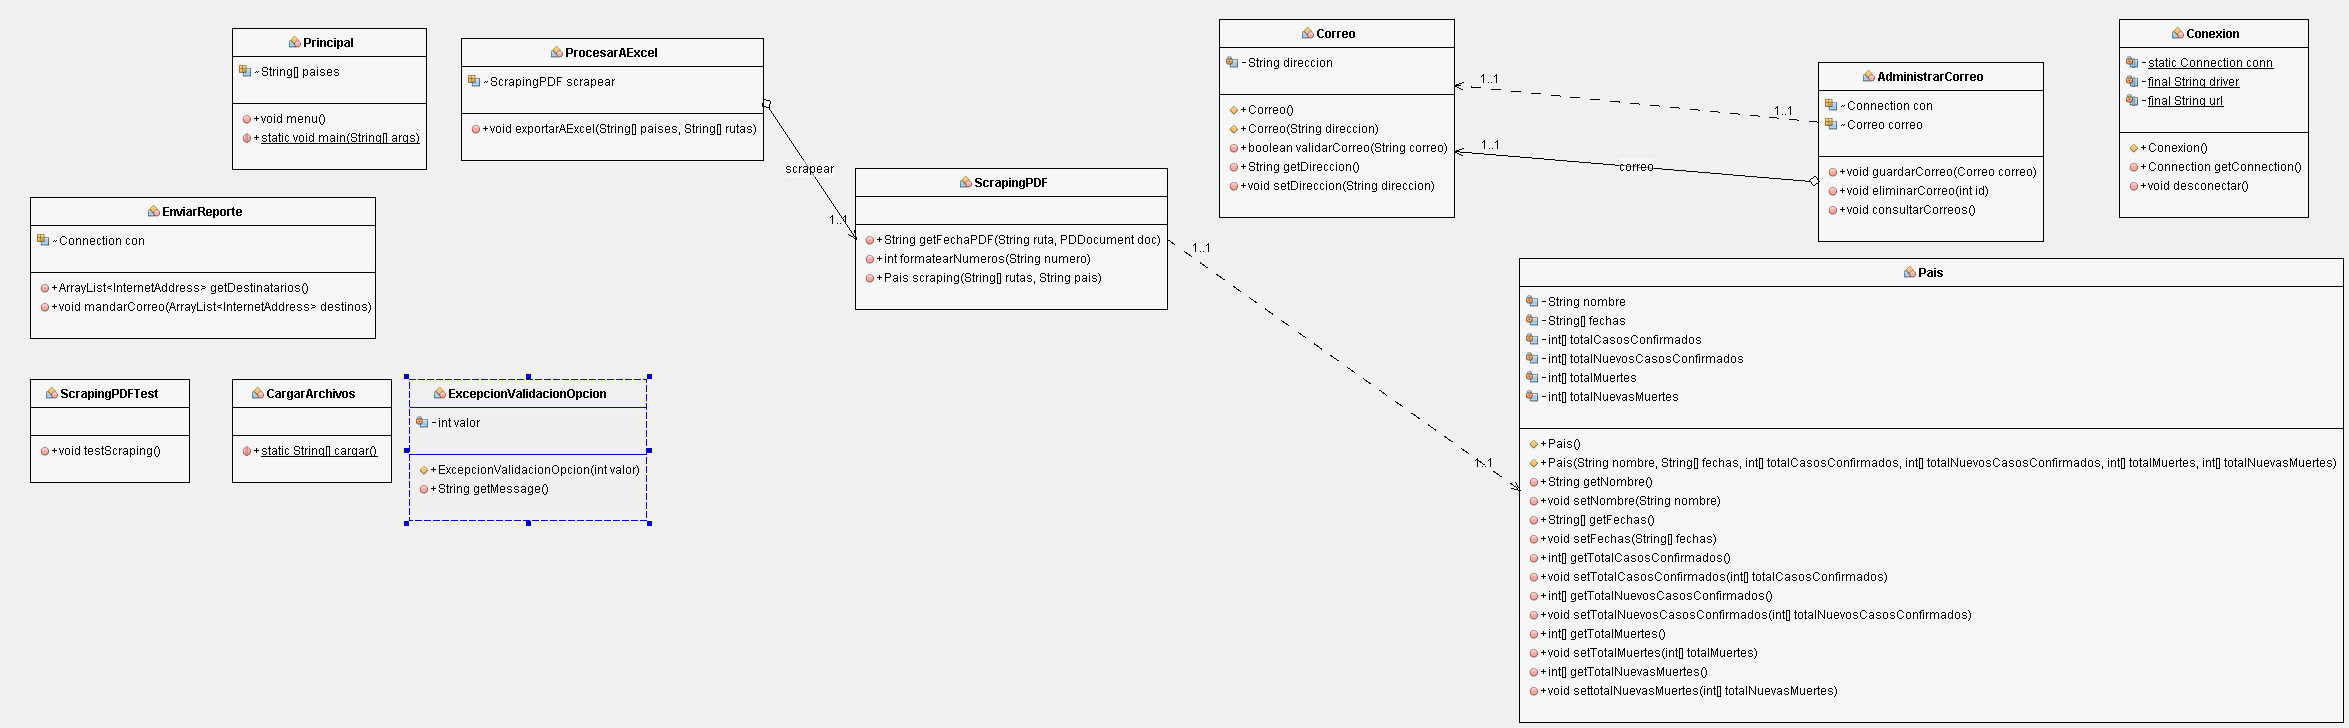 Principal
~String[] paises
+void menu()
+static void main(String[] args)
ProcesarAExcel
~ScrapingPDF scrapear
+void exportarAExcel(String[] paises, String[] rutas)
scrapear
1..1
ScrapingPDF
+String getFechaPDF(String ruta, PDDocument doc)
+int formatearNumeros(String numero)
+Pais scraping(String[] rutas, String pais)
1..1
1..1
Correo
-String direccion
+Correo()
+Correo(String direccion)
+boolean validarCorreo(String correo)
+String getDireccion()
+void setDireccion(String direccion)
1..1
1..1
1..1
correo
AdministrarCorreo
~Connection con
~Correo correo
+void guardarCorreo(Correo correo)
+void eliminarCorreo(int id)
+void consultarCorreos()
Conexion
-static Connection conn
-final String driver
-final String url
+Conexion()
+Connection getConnection()
+void desconectar()
EnviarReporte
~Connection con
+ArrayList<InternetAddress> getDestinatarios()
+void mandarCorreo(ArrayList<InternetAddress> destinos)
ScrapingPDFTest
+void testScraping()
CargarArchivos
+static String[] cargar()
ExcepcionValidacionOpcion
-int valor
+ExcepcionValidacionOpcion(int valor)
+String getMessage()
Pais
-String nombre
-String[] fechas
-int[] totalCasosConfirmados
-int[] totalNuevosCasosConfirmados
-int[] totalMuertes
-int[] totalNuevasMuertes
+Pais()
+Pais(String nombre, String[] fechas, int[] totalCasosConfirmados, int[] totalNuevosCasosConfirmados, int[] totalMuertes, int[] totalNuevasMuertes)
+String getNombre()
+void setNombre(String nombre)
+String[] getFechas()
+void setFechas(String[] fechas)
+int[] getTotalCasosConfirmados()
+void setTotalCasosConfirmados(int[] totalCasosConfirmados)
+int[] getTotalNuevosCasosConfirmados()
+void setTotalNuevosCasosConfirmados(int[] totalNuevosCasosConfirmados)
+int[] getTotalMuertes()
+void setTotalMuertes(int[] totalMuertes)
+int[] getTotalNuevasMuertes()
+void settotalNuevasMuertes(int[] totalNuevasMuertes)